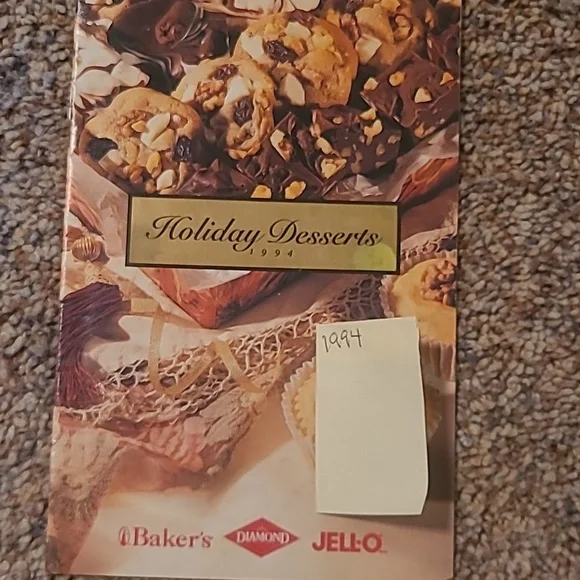 Holiday Desserts
1994
1994
Baker's DIAMOND JELL-O